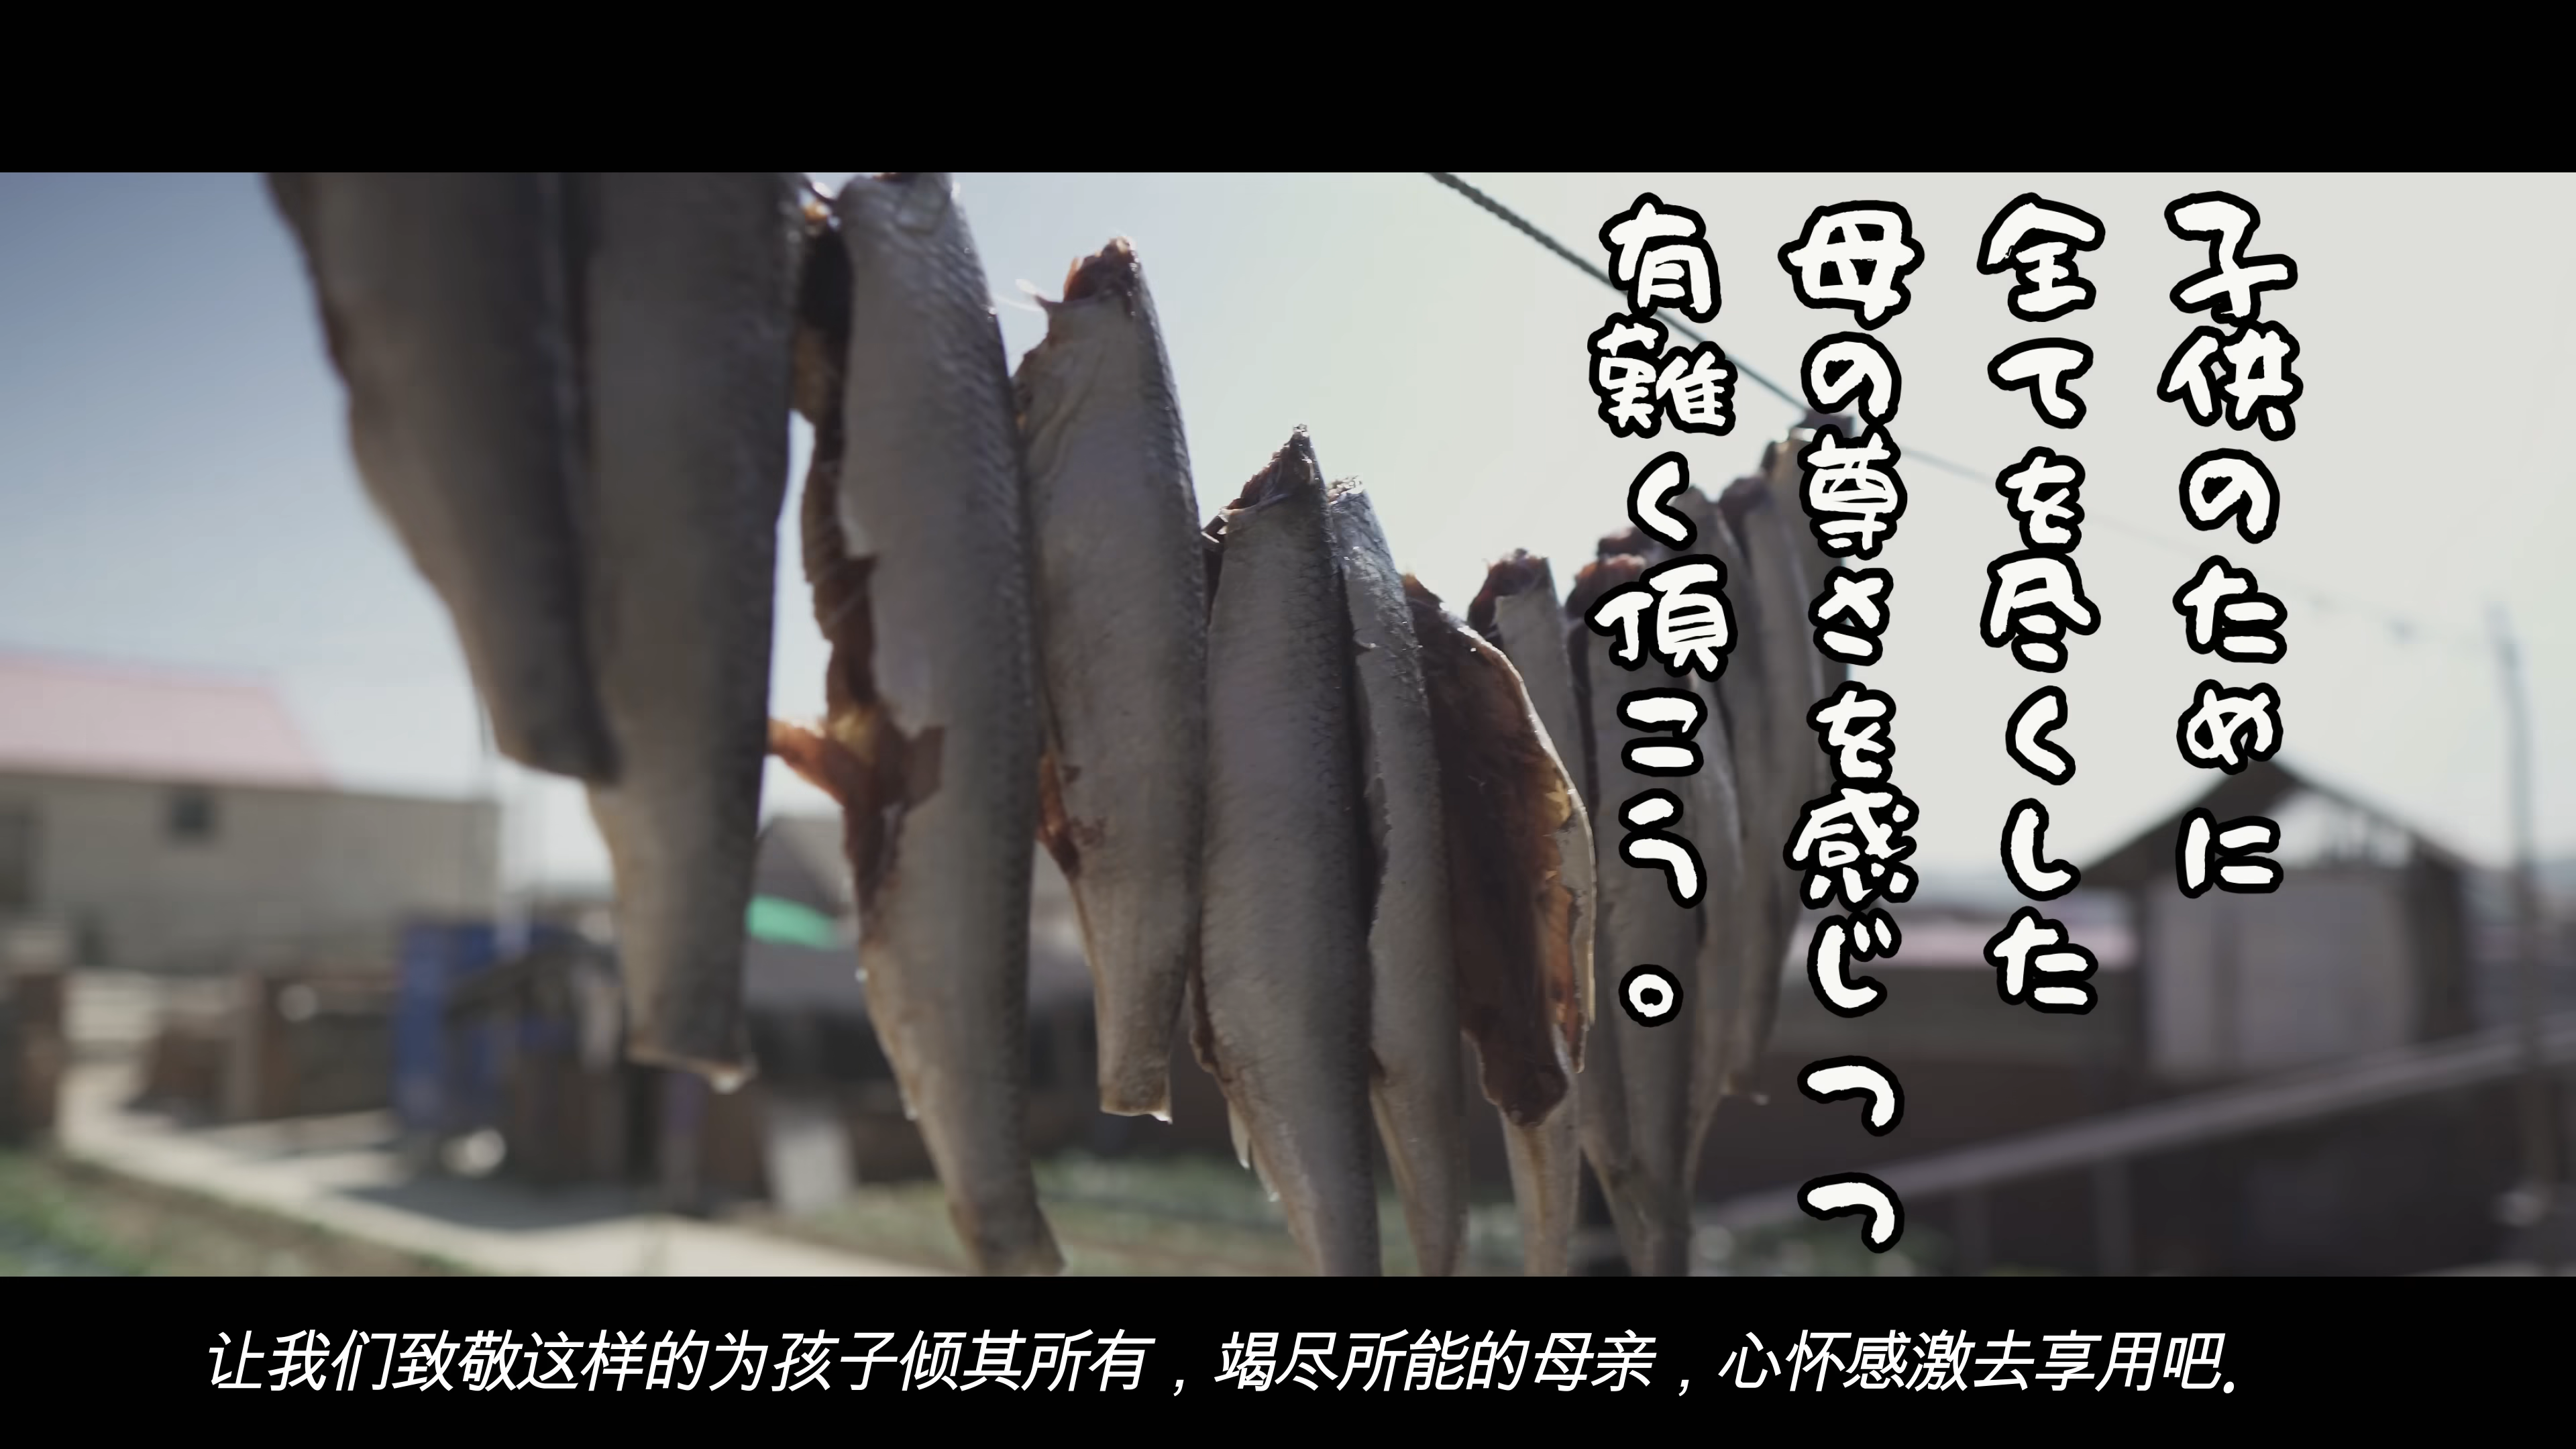 子供のために
全てを尽くした
母の尊さを感じつつ
有難く頂こう。
让我们致敬这样的为孩子倾其所有，竭尽所能的母亲，心怀感激去享用吧.